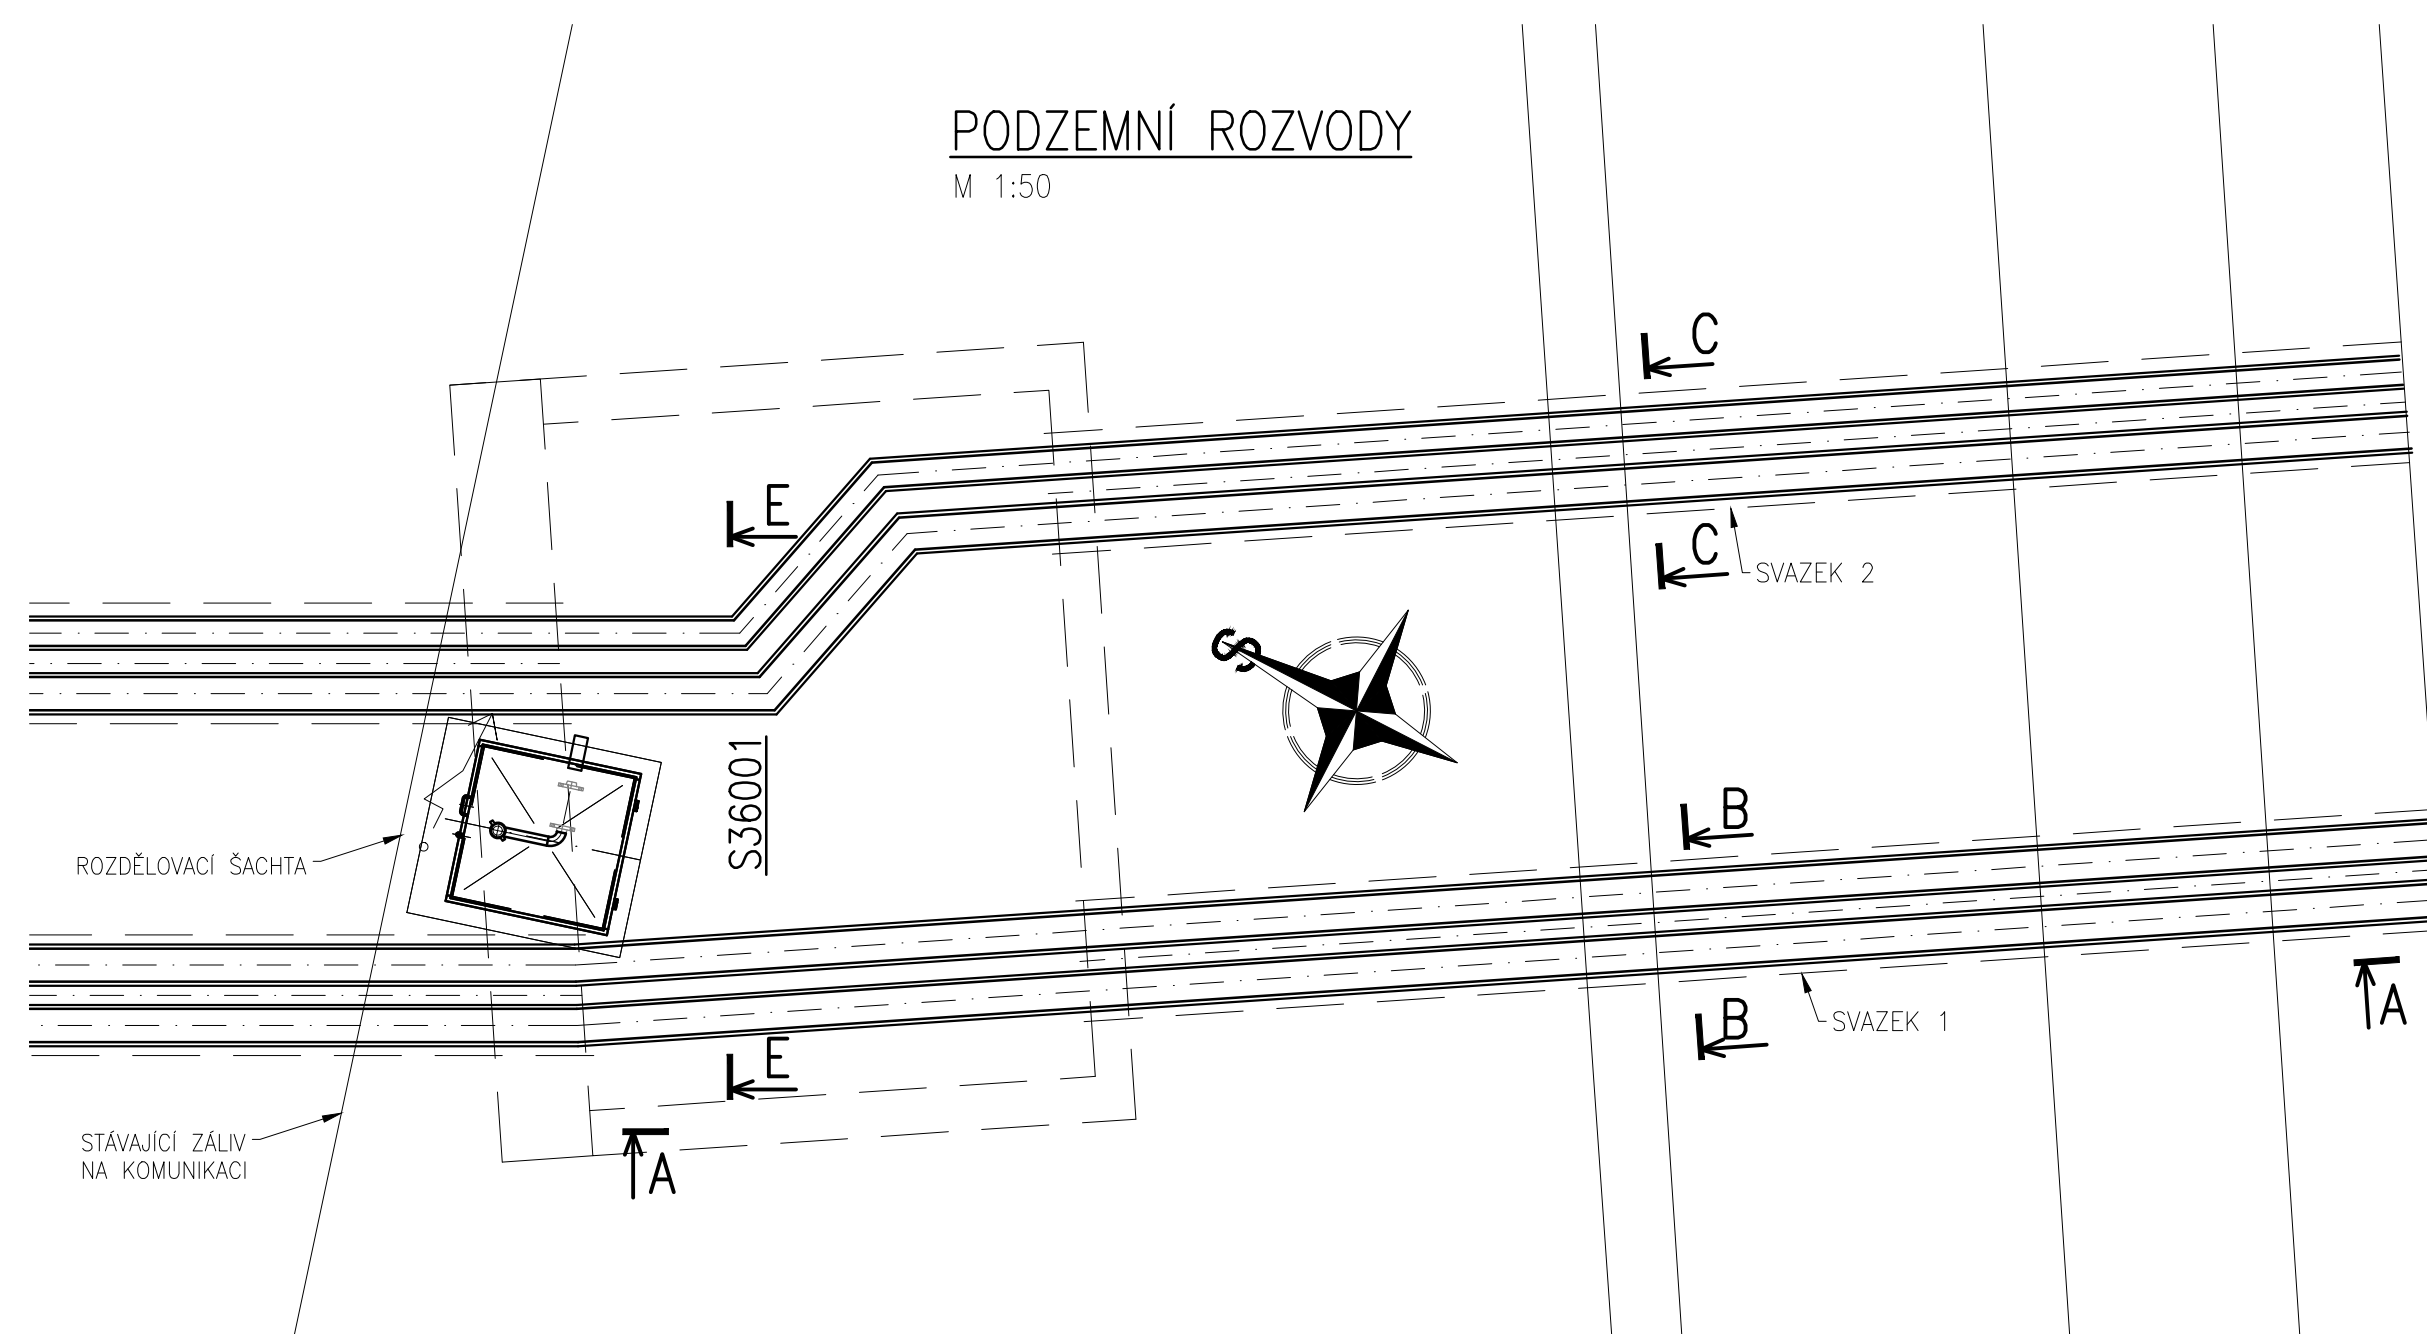 PODZEMNÍ ROZVODY
M 1:50
C
E
C
SVAZEK 2
S
S36001
B
ROZDĚLOVACÍ ŠACHTA
A
B
SVAZEK 1
E
STÁVAJÍCÍ ZÁLIV
NA KOMUNIKACI
A